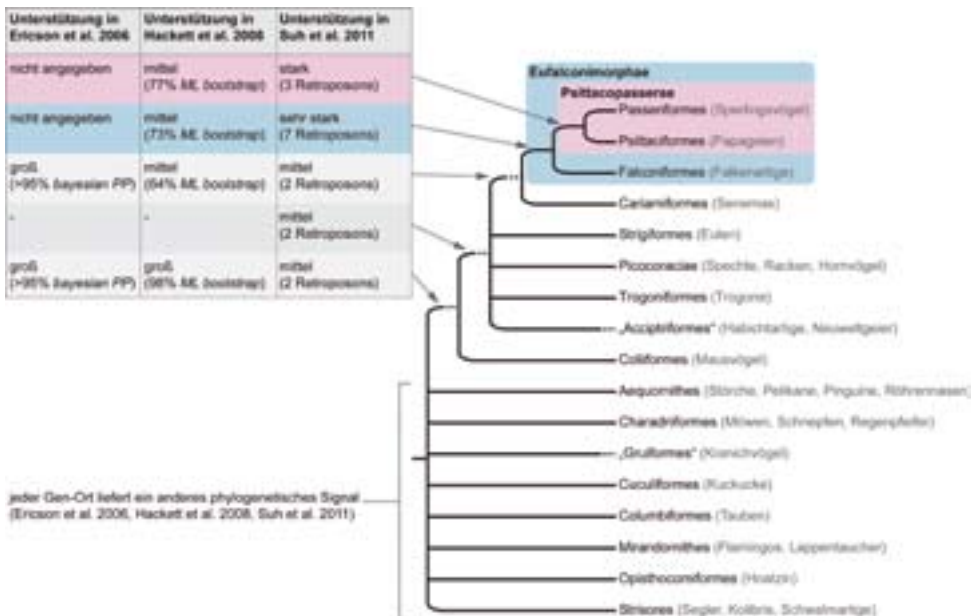 Unterstützung in Ericson et al. 2006
Unterstützung in Hackett et al. 2008
Unterstützung in Suh et al. 2011
nicht angegeben
mittel
(77% ML bootstrap)
stark
(3 Retroposons)
nicht angegeben
mittel
(73% ML bootstrap)
sehr stark
(7 Retroposons)
groß
(>95% bayesian PP)
mittel
(64% ML bootstrap)
mittel
(2 Retroposons)
-
-
mittel
(2 Retroposons)
groß
(>95% bayesian PP)
groß
(96% ML bootstrap)
mittel
(2 Retroposons)
Eufalconimorphae
Psittacopasserae
Passeriformes (Sperlingsvögel)
Psittaciformes (Papageien)
Falconiformes (Falkenartige)
Cariamiformes (Seriemas)
Strigiformes (Eulen)
Picocoraciae (Spechte, Racken, Hornvögel)
Trogoniformes (Trogone)
„Accipitriformes“ (Habichtartige, Neuweltgeier)
Coliiformes (Mausvögel)
Aequornithes (Störche, Pelikane, Pinguine, Röhrennasen)
Charadriiformes (Möwen, Schnepfen, Regenpfeifer)
„Gruiformes“ (Kranichvögel)
Cuculiformes (Kuckucke)
Columbiformes (Tauben)
Mirandornithes (Flamingos, Lappentaucher)
Opisthocomiformes (Hoatzin)
Strisores (Segler, Kolibris, Schwalmartige)
jeder Gen-Ort liefert ein anderes phylogenetisches Signal
(Ericson et al. 2006, Hackett et al. 2008, Suh et al. 2011)